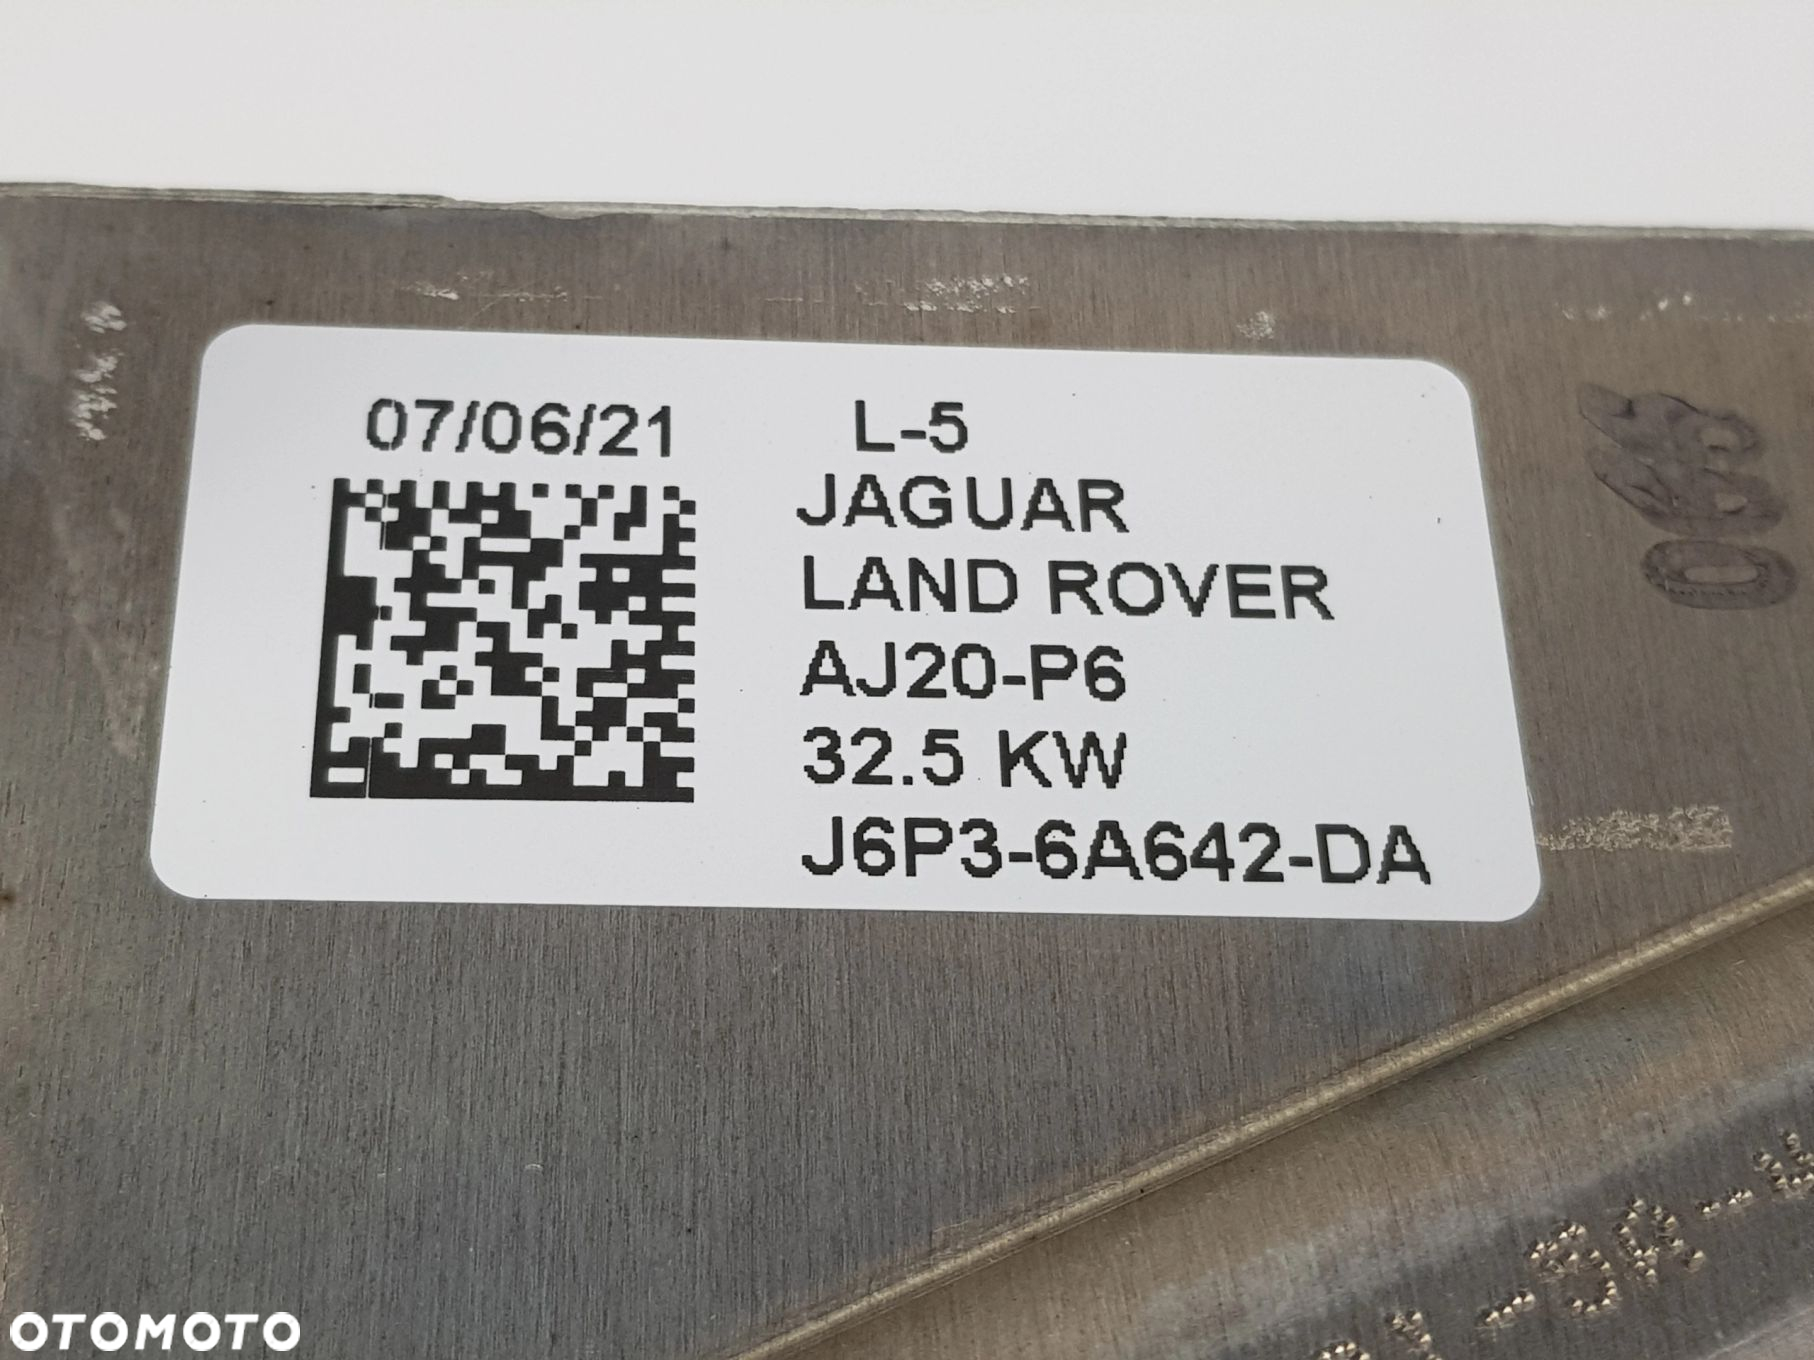 07/06/21 L-5
JAGUAR
LAND ROVER
AJ20-P6
32.5 KW
J6P3-6A642-DA
OTOMOTO